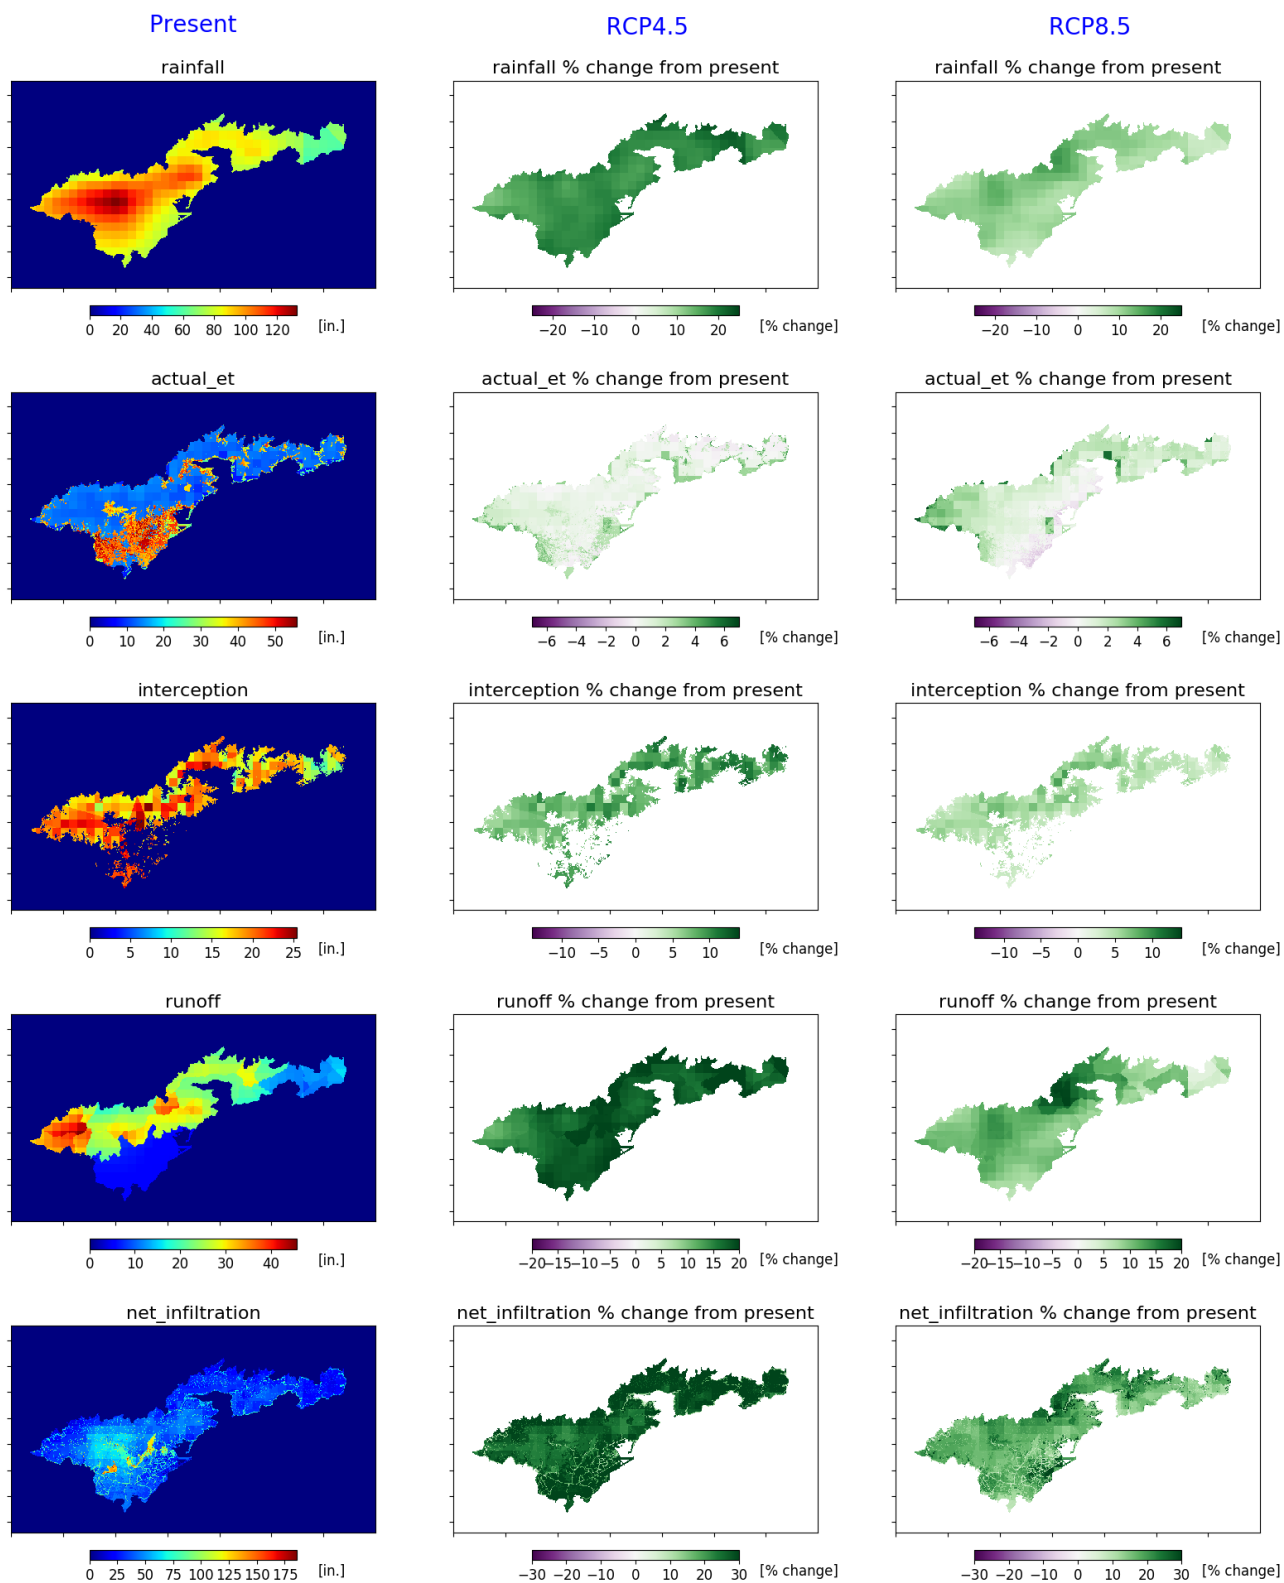 Present RCP4.5 RCP8.5
rainfall rainfall % change from present rainfall % change from present
0 20 40 60 80 100 120 [in.] −20 −10 0 10 20 [% change] −20 −10 0 10 20 [% change]
actual_et actual_et % change from present actual_et % change from present
0 10 20 30 40 50 [in.] −6 −4 −2 0 2 4 6 [% change] −6 −4 −2 0 2 4 6 [% change]
interception interception % change from present interception % change from present
0 5 10 15 20 25 [in.] −10 −5 0 5 10 [% change] −10 −5 0 5 10 [% change]
runoff runoff % change from present runoff % change from present
0 10 20 30 40 [in.] −20 −15 −10 −5 0 5 10 15 20 [% change] −20 −15 −10 −5 0 5 10 15 20 [% change]
net_infiltration net_infiltration % change from present net_infiltration % change from present
0 25 50 75 100 125 150 175 [in.] −30 −20 −10 0 10 20 30 [% change] −30 −20 −10 0 10 20 30 [% change]